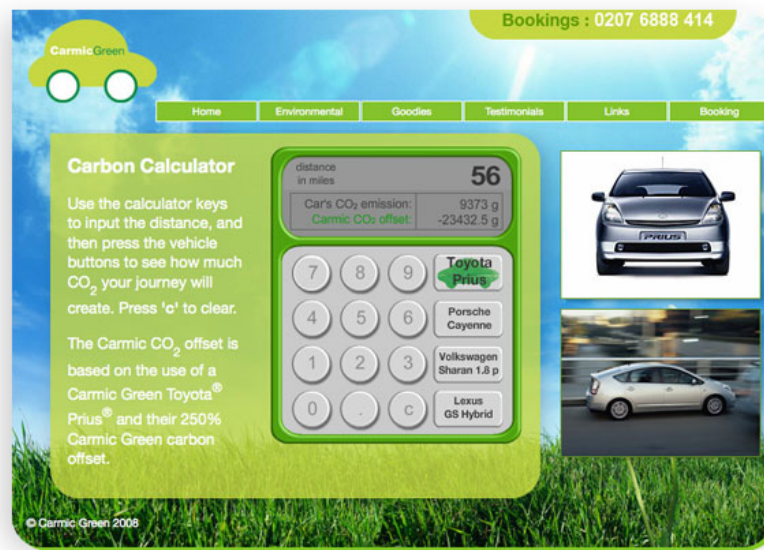 Bookings : 0207 6888 414
CarmicGreen
Home Environmental Goodies Testimonials Links Booking
Carbon Calculator
Use the calculator keys
to input the distance, and
then press the vehicle
buttons to see how much
CO2 your journey will
create. Press 'c' to clear.
The Carmic CO2 offset is
based on the use of a
Carmic Green Toyota®
Prius® and their 250%
Carmic Green carbon
offset.
distance
in miles
56
Car's CO2 emission: 9373 g
Carmic CO2 offset: -23432.5 g
7 8 9 Toyota
Prius
4 5 6 Porsche
Cayenne
1 2 3 Volkswagen
Sharan 1.8 p
0 . c Lexus
GS Hybrid
PRIUS
© Carmic Green 2008